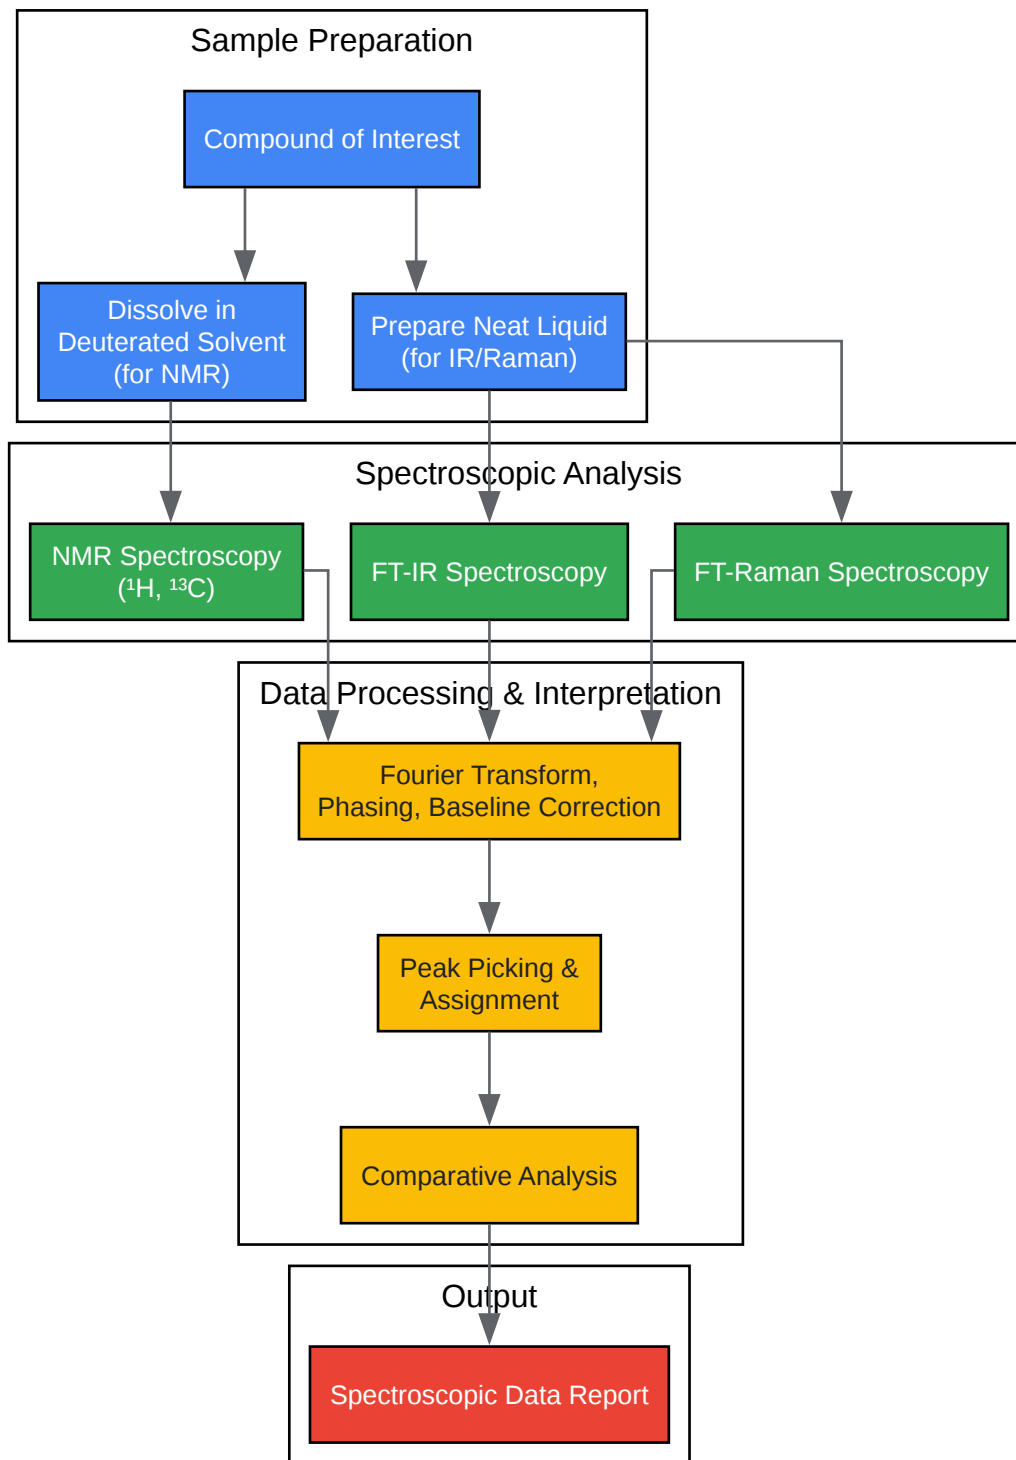 Sample Preparation
Compound of Interest
Dissolve in
Deuterated Solvent
(for NMR)
Prepare Neat Liquid
(for IR/Raman)
Spectroscopic Analysis
NMR Spectroscopy
(¹H, ¹³C)
FT-IR Spectroscopy
FT-Raman Spectroscopy
Data Processing & Interpretation
Fourier Transform,
Phasing, Baseline Correction
Peak Picking &
Assignment
Comparative Analysis
Output
Spectroscopic Data Report